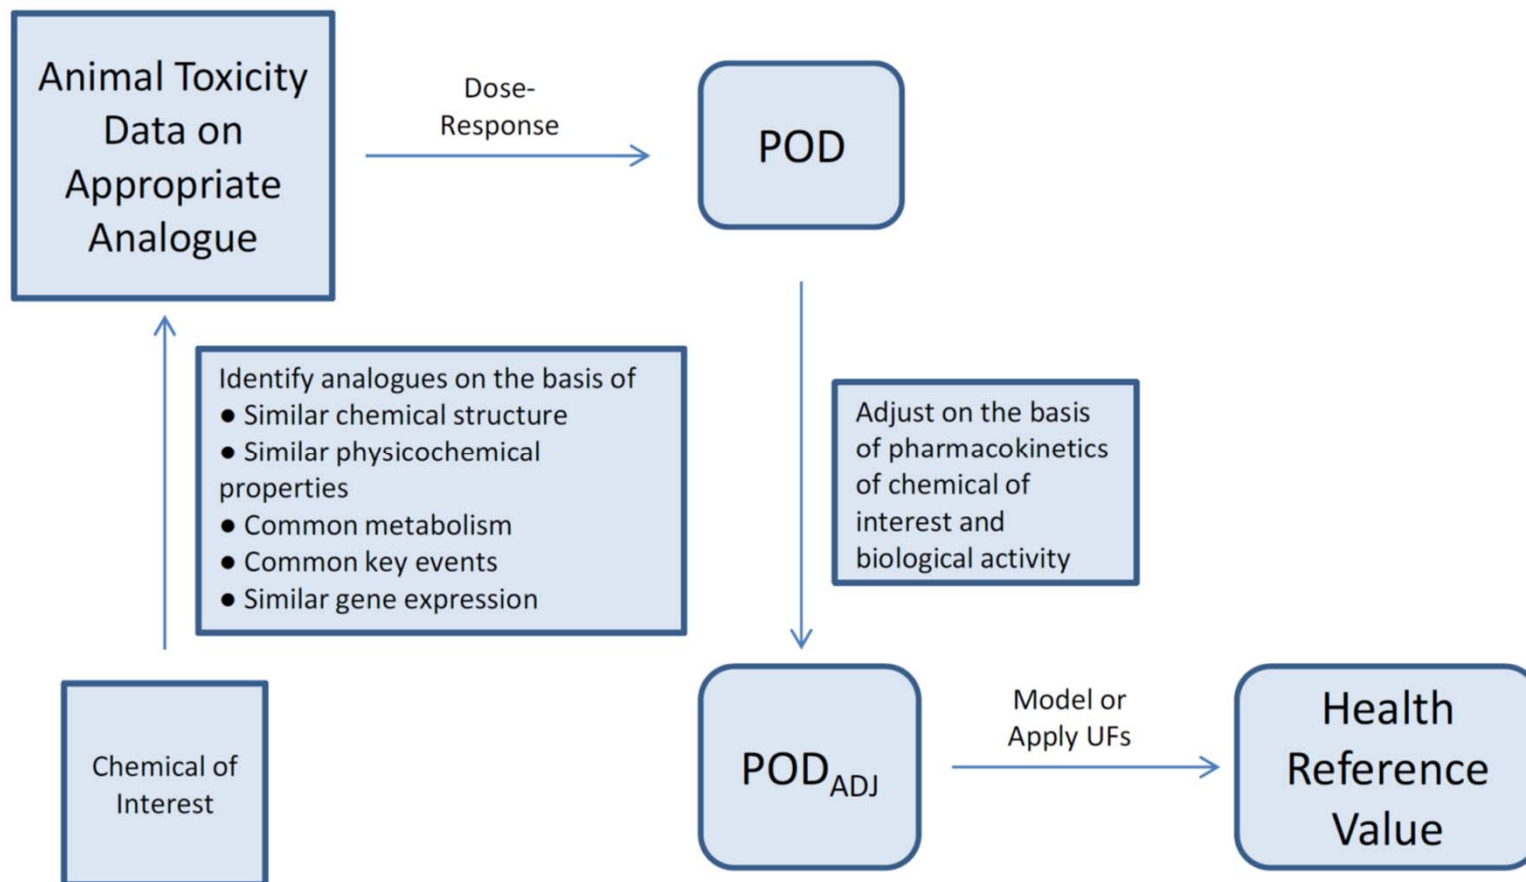 Animal Toxicity
Data on
Appropriate
Analogue
Dose-
Response
POD
Identify analogues on the basis of
● Similar chemical structure
● Similar physicochemical
properties
● Common metabolism
● Common key events
● Similar gene expression
Adjust on the basis
of pharmacokinetics
of chemical of
interest and
biological activity
Chemical of
Interest
POD_ADJ
Model or
Apply UFs
Health
Reference
Value